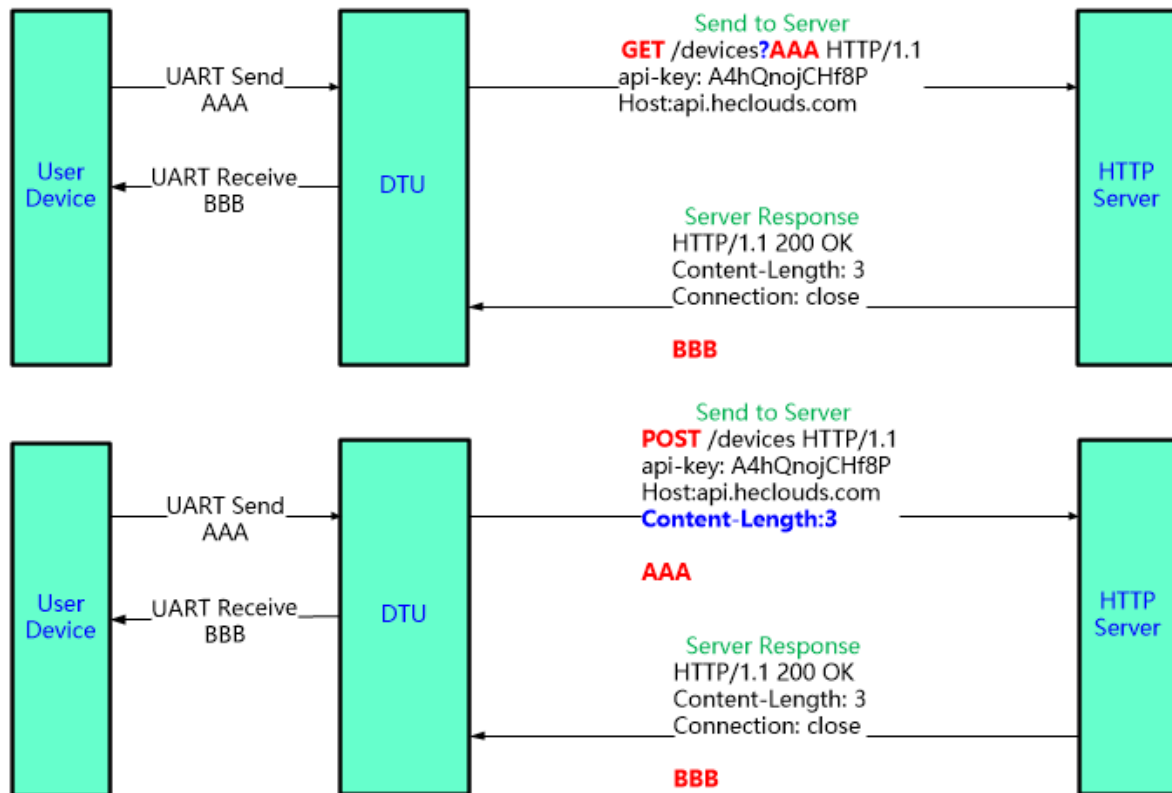 Send to Server
GET /devices?AAA HTTP/1.1
api-key: A4hQnojCHf8P
Host:api.heclouds.com
UART Send
AAA
User
Device
UART Receive
BBB
DTU
HTTP
Server
Server Response
HTTP/1.1 200 OK
Content-Length: 3
Connection: close
BBB
Send to Server
POST /devices HTTP/1.1
api-key: A4hQnojCHf8P
Host:api.heclouds.com
Content-Length:3
AAA
UART Send
AAA
User
Device
UART Receive
BBB
DTU
HTTP
Server
Server Response
HTTP/1.1 200 OK
Content-Length: 3
Connection: close
BBB